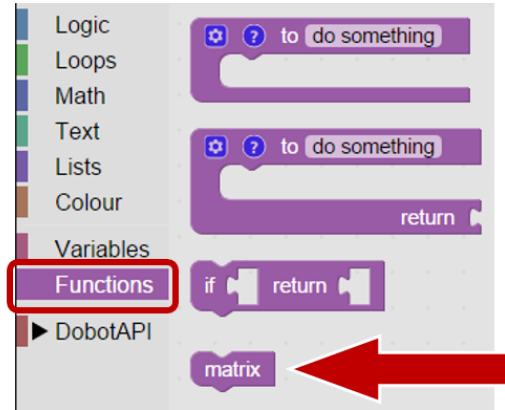 Logic
Loops
Math
Text
Lists
Colour
Variables
Functions
DobotAPI
? to do something
? to do something
return
if return
matrix